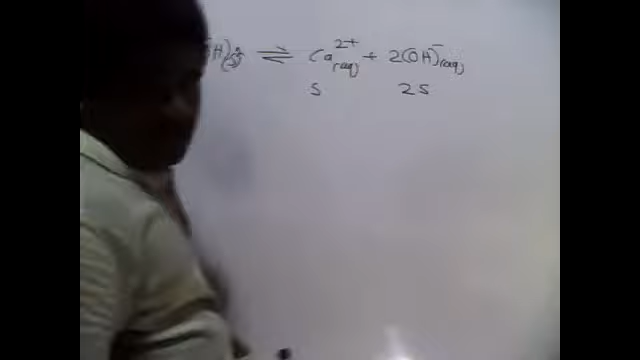 H)₂(s) ⇌ Ca²⁺(aq) + 2(OH)⁻(aq)
S 2S